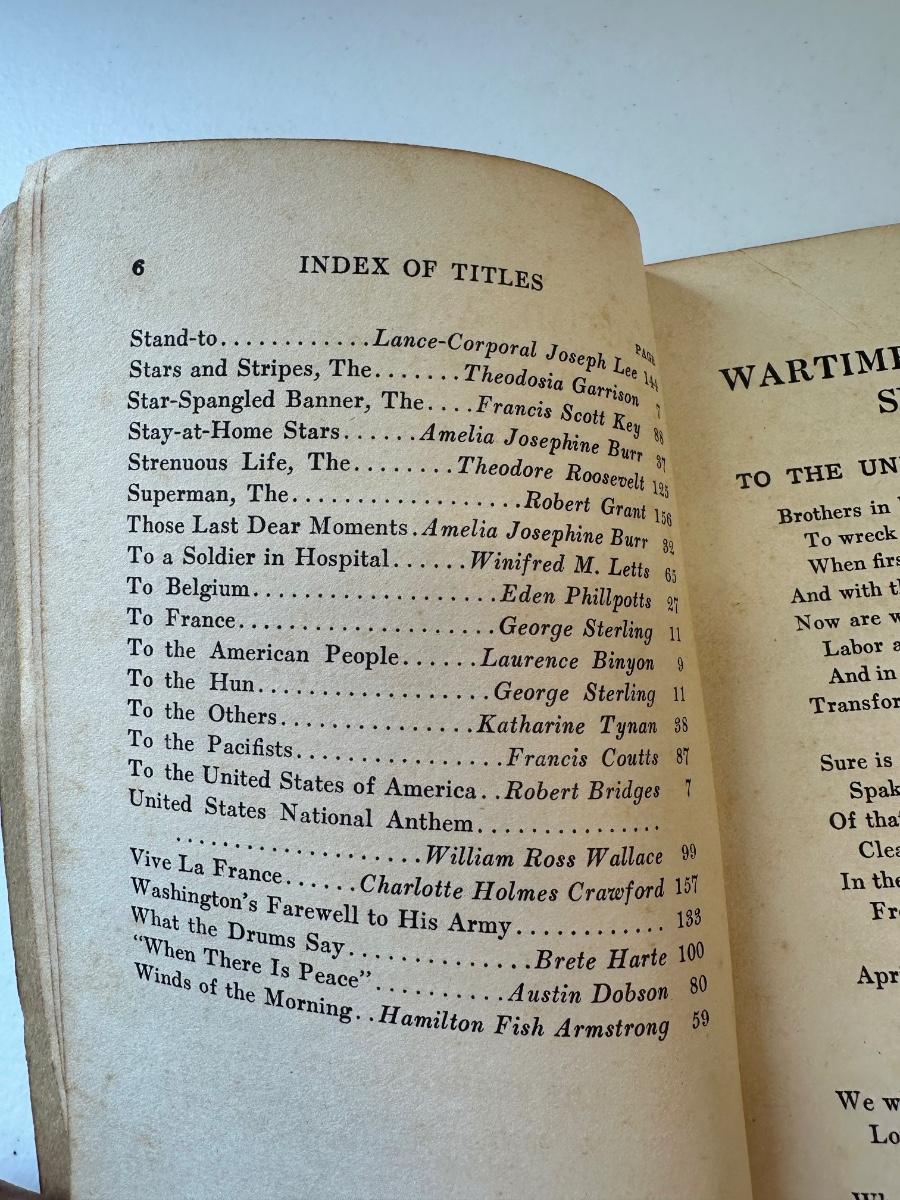 6 INDEX OF TITLES
PAGE
Stand-to............Lance-Corporal Joseph Lee 144
Stars and Stripes, The.......Theodosia Garrison 7
Star-Spangled Banner, The....Francis Scott Key 88
Stay-at-Home Stars......Amelia Josephine Burr 37
Strenuous Life, The........Theodore Roosevelt 125
Superman, The..................Robert Grant 156
Those Last Dear Moments.Amelia Josephine Burr 32
To a Soldier in Hospital......Winifred M. Letts 65
To Belgium...................Eden Phillpotts 27
To France....................George Sterling 11
To the American People......Laurence Binyon 9
To the Hun..................George Sterling 11
To the Others..............Katharine Tynan 38
To the Pacifists................Francis Coutts 87
To the United States of America..Robert Bridges 7
United States National Anthem..............
...................William Ross Wallace 99
Vive La France......Charlotte Holmes Crawford 157
Washington's Farewell to His Army............ 133
What the Drums Say..............Brete Harte 100
"When There Is Peace"..........Austin Dobson 80
Winds of the Morning..Hamilton Fish Armstrong 59
WARTIME
TO THE UN
Brothers in
To wreck
When firs
And with th
Now are w
Labor a
And in
Transfor
Sure is
Spak
Of that
Clea
In the
Fr
Apr
We w
Lo